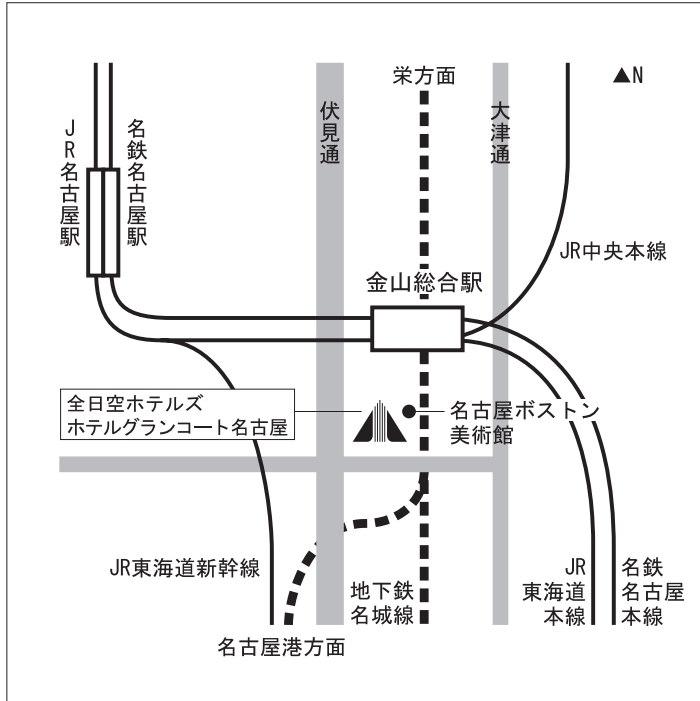 栄方面
▲N
伏見通
大津通
JR名古屋駅
名鉄名古屋駅
JR中央本線
金山総合駅
全日空ホテルズ
ホテルグランコート名古屋
名古屋ボストン
美術館
JR東海道新幹線
地下鉄
名城線
JR
東海道
本線
名鉄
名古屋
本線
名古屋港方面